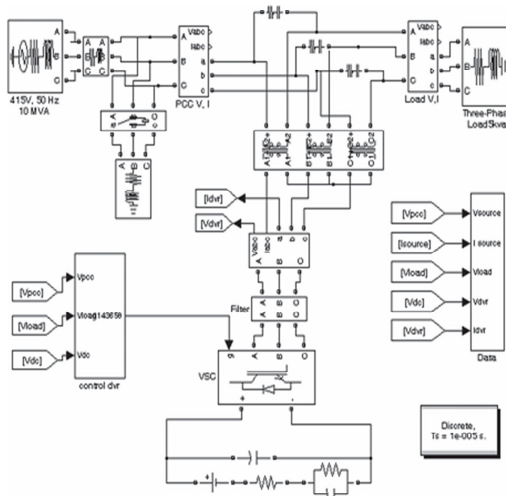 A
B
C
A
B
C
A
B
C
415V, 50 Hz
10 MVA
A
B
C
Vabc
Iabc
a
b
c
PCC V, I
A
B
C
Vabc
Iabc
a
b
c
Load V,I
A
B
C
Three-Phase
Load5kva
A
B
C
[Idvr]
[Vdvr]
Vabc
Iabc
a
b
c
A
B
C
Filter
A
B
C
A
B
C
VSC
g
A
B
C
+
-
[Vpcc]
[Vload]
[Vdc]
Vpcc
Vload
Vdc
control dvr
[Vpcc]
[Isource]
[Vload]
[Vdc]
[Vdvr]
Vsource
I source
Vload
Vdvr
Idvr
Data
Discrete,
Ts = 1e-005 s.